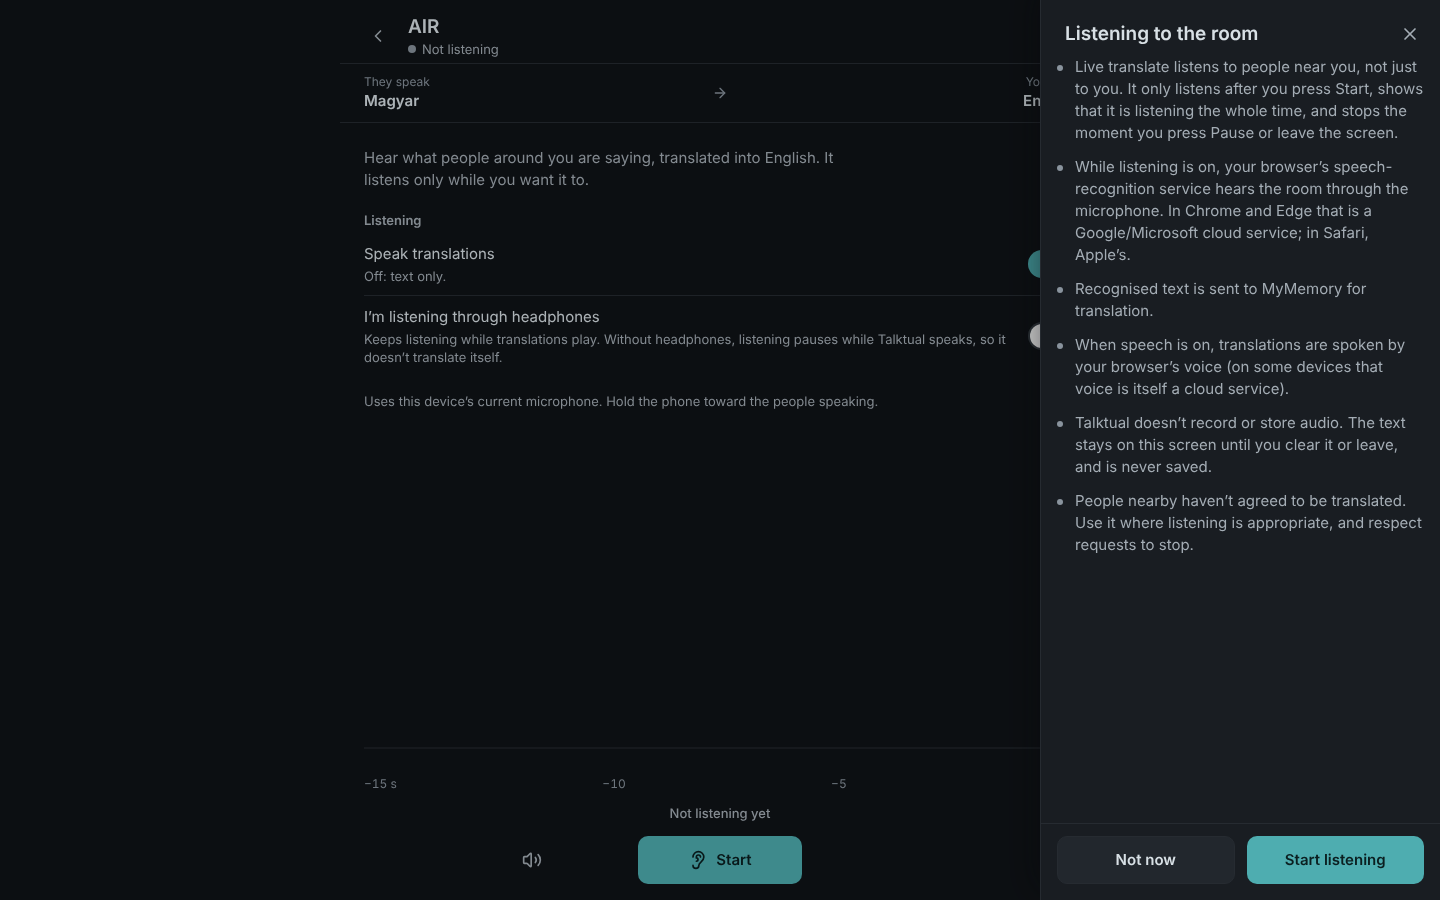 AIR
Not listening
They speak
Magyar
Hear what people around you are saying, translated into English. It
listens only while you want it to.
Listening
Speak translations
Off: text only.
I’m listening through headphones
Keeps listening while translations play. Without headphones, listening pauses while Talktual speaks, so it
doesn’t translate itself.
Uses this device’s current microphone. Hold the phone toward the people speaking.
−15 s
−10
−5
Not listening yet
Start
Listening to the room
Live translate listens to people near you, not just
to you. It only listens after you press Start, shows
that it is listening the whole time, and stops the
moment you press Pause or leave the screen.
While listening is on, your browser’s speech-
recognition service hears the room through the
microphone. In Chrome and Edge that is a
Google/Microsoft cloud service; in Safari,
Apple’s.
Recognised text is sent to MyMemory for
translation.
When speech is on, translations are spoken by
your browser’s voice (on some devices that
voice is itself a cloud service).
Talktual doesn’t record or store audio. The text
stays on this screen until you clear it or leave,
and is never saved.
People nearby haven’t agreed to be translated.
Use it where listening is appropriate, and respect
requests to stop.
Not now
Start listening